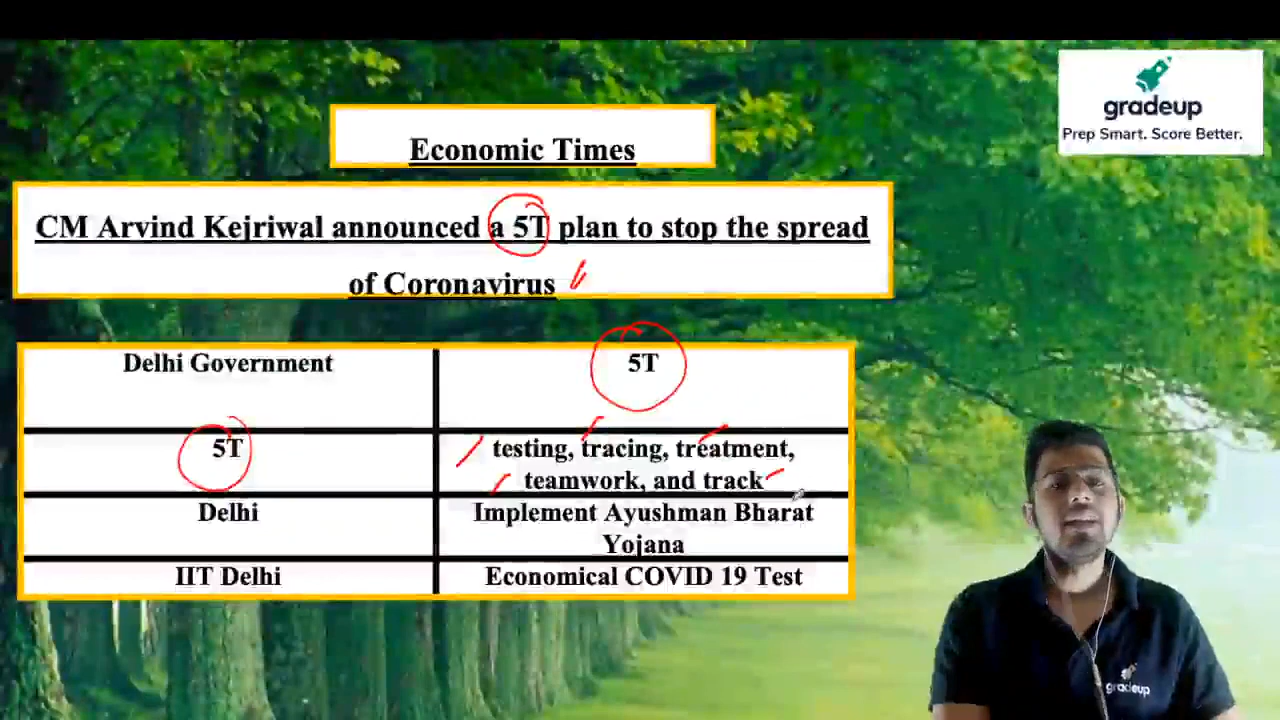 gradeup
Prep Smart. Score Better.
Economic Times
CM Arvind Kejriwal announced a 5T plan to stop the spread
of Coronavirus
Delhi Government
5T
5T
testing, tracing, treatment,
teamwork, and track
Delhi
Implement Ayushman Bharat
Yojana
IIT Delhi
Economical COVID 19 Test
gradeup